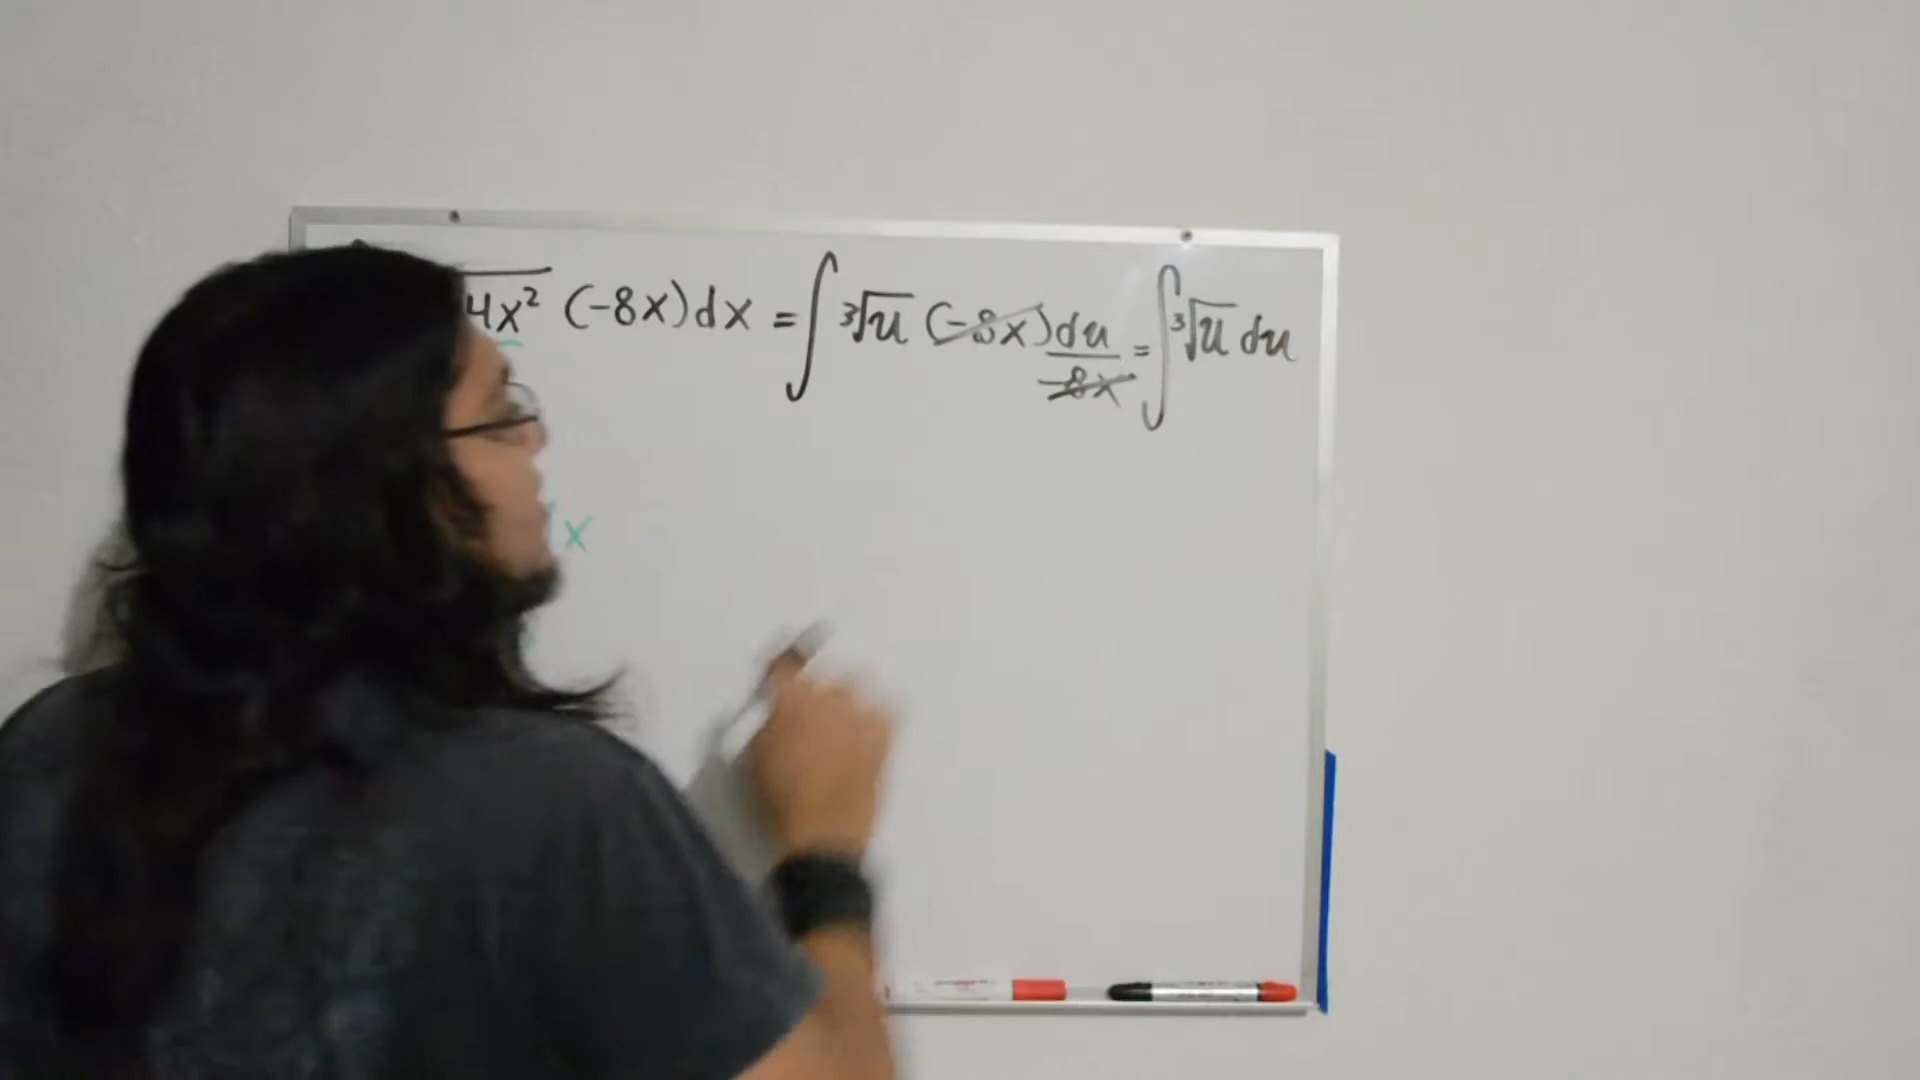 4x² (-8x)dx = ∫ ³√u (-8x) du/-8x = ∫ ³√u du
x